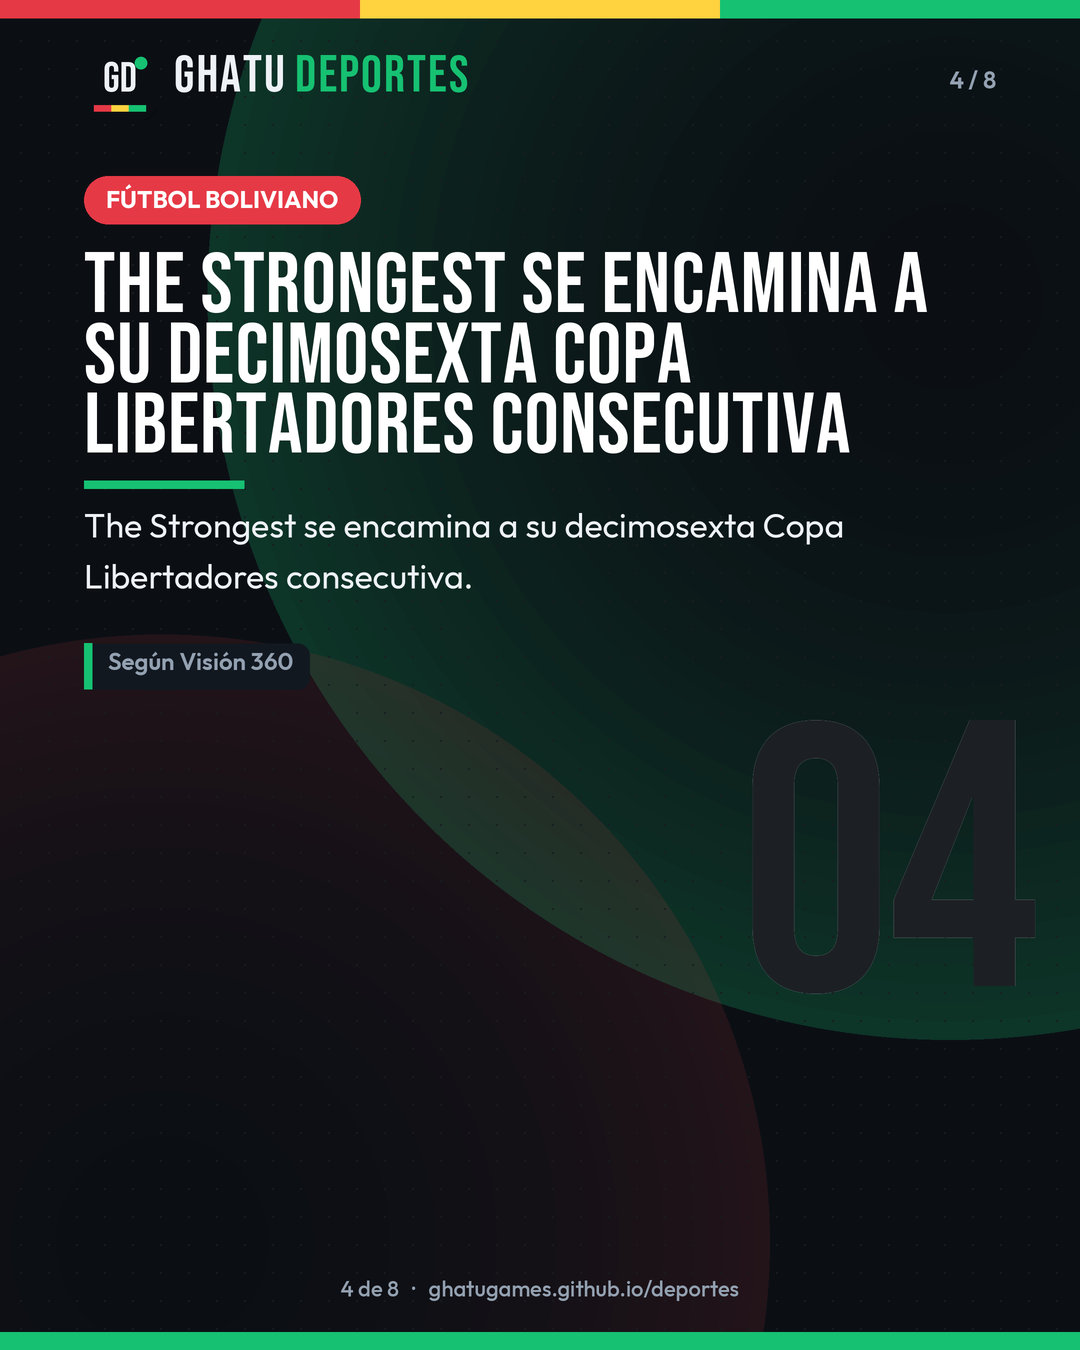 GD GHATU DEPORTES
4 / 8
FÚTBOL BOLIVIANO
THE STRONGEST SE ENCAMINA A
SU DECIMOSEXTA COPA
LIBERTADORES CONSECUTIVA
The Strongest se encamina a su decimosexta Copa
Libertadores consecutiva.
Según Visión 360
04
4 de 8 · ghatugames.github.io/deportes